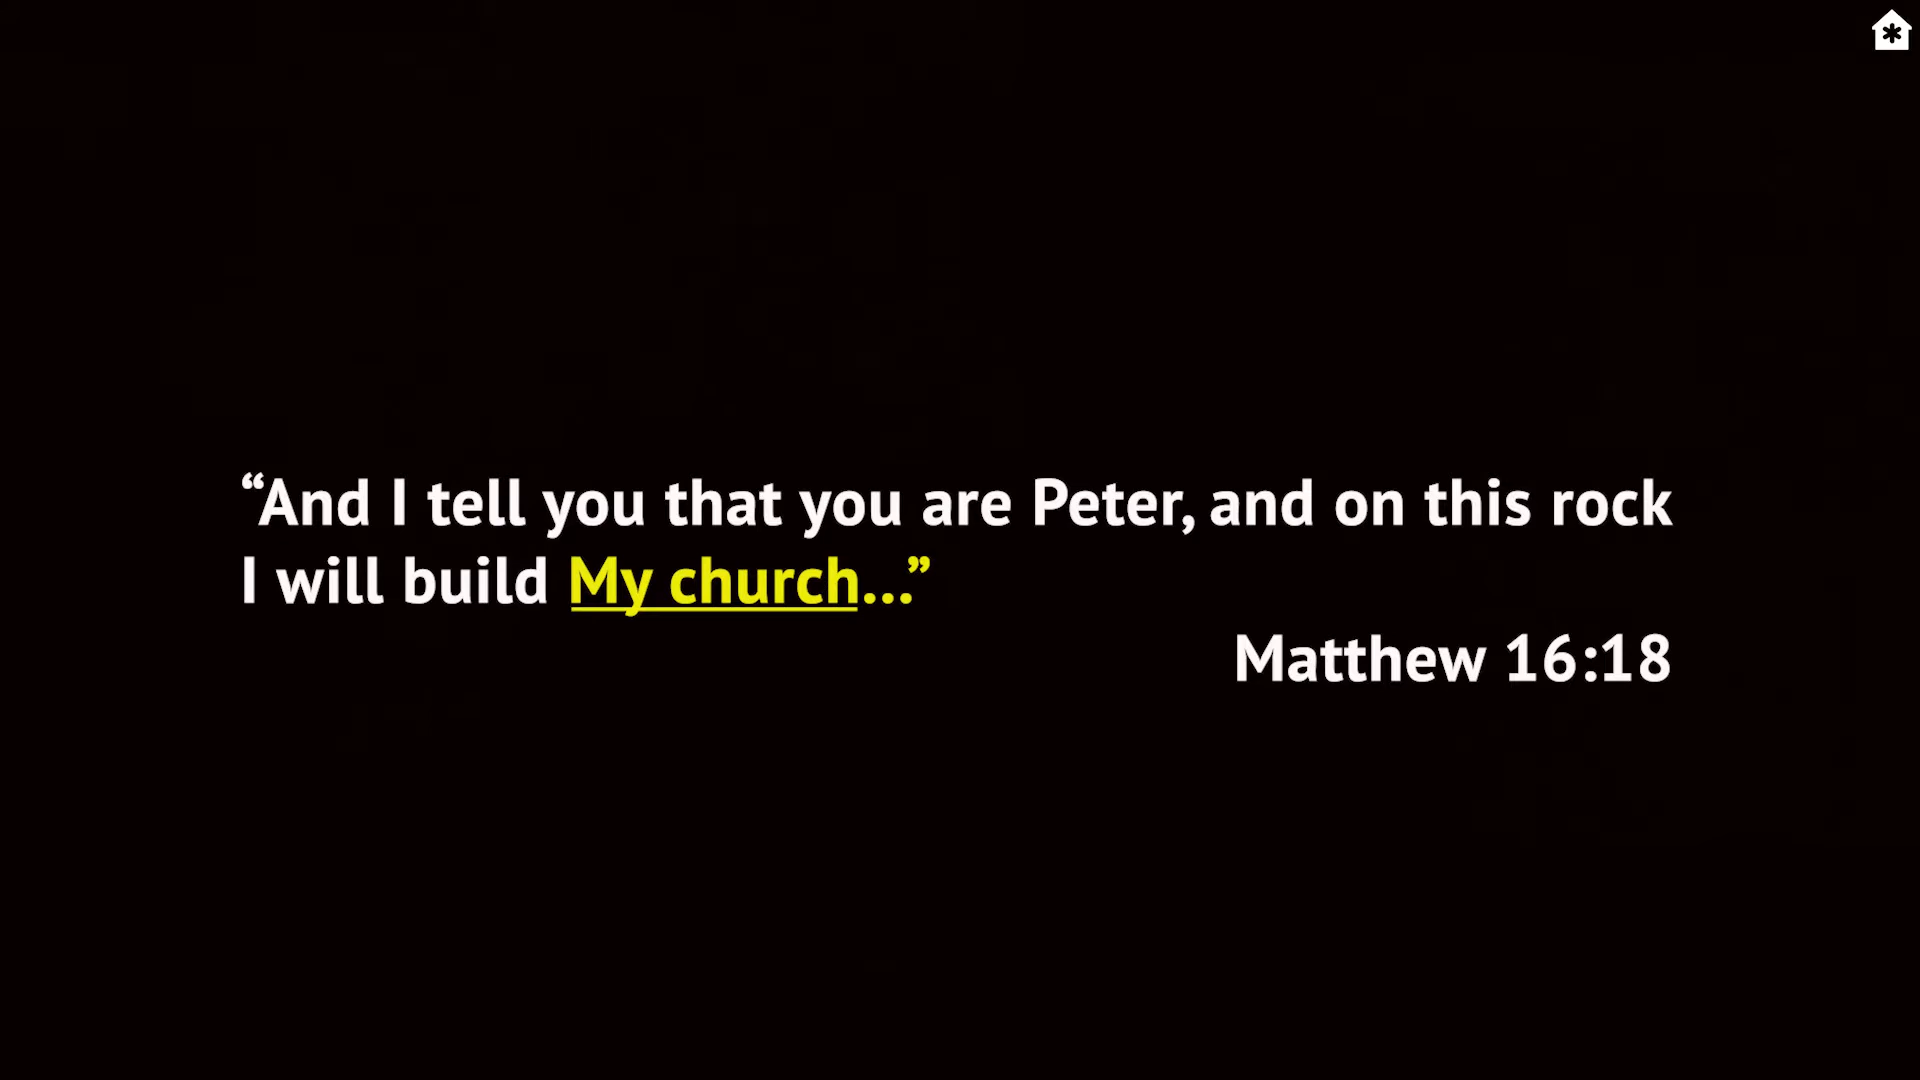 “And I tell you that you are Peter, and on this rock
I will build My church...”
Matthew 16:18